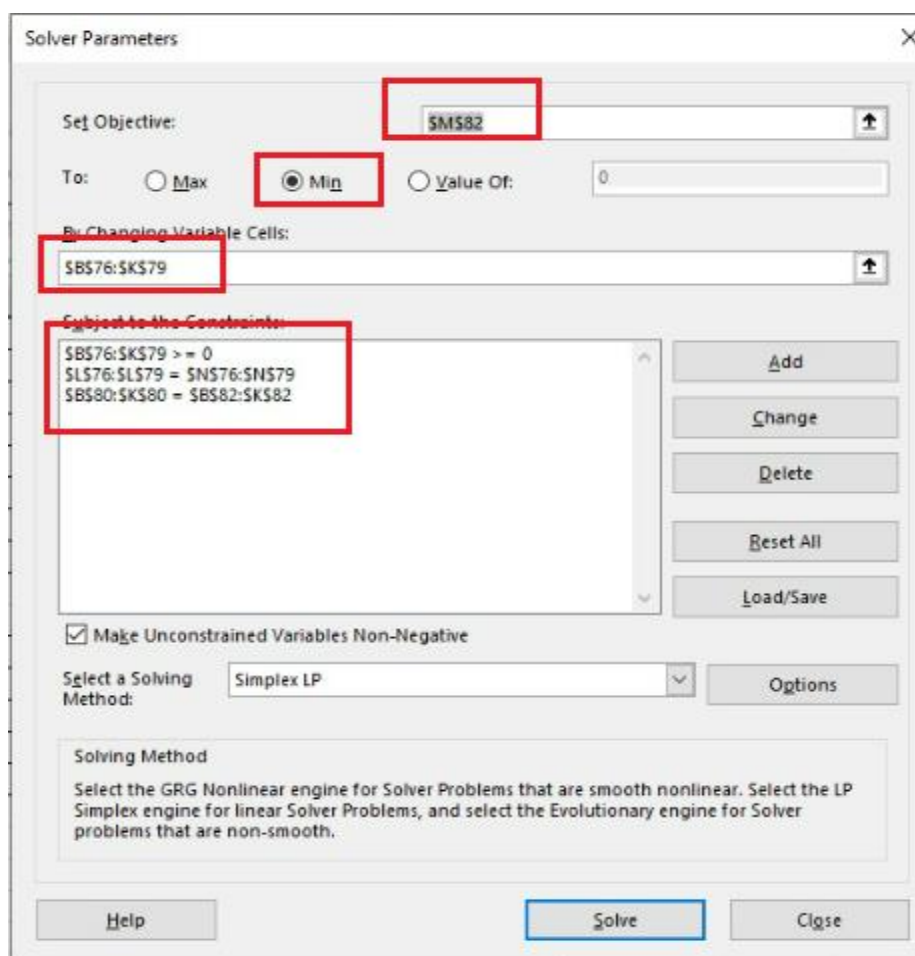 Solver Parameters
Set Objective:
$M$82
To:
Max
Min
Value Of:
0
By Changing Variable Cells:
$B$76:$K$79
Subject to the Constraints:
$B$76:$K$79 >= 0
$L$76:$L$79 = $N$76:$N$79
$B$80:$K$80 = $B$82:$K$82
Add
Change
Delete
Reset All
Load/Save
Make Unconstrained Variables Non-Negative
Select a Solving
Method:
Simplex LP
Options
Solving Method
Select the GRG Nonlinear engine for Solver Problems that are smooth nonlinear. Select the LP
Simplex engine for linear Solver Problems, and select the Evolutionary engine for Solver
problems that are non-smooth.
Help
Solve
Close